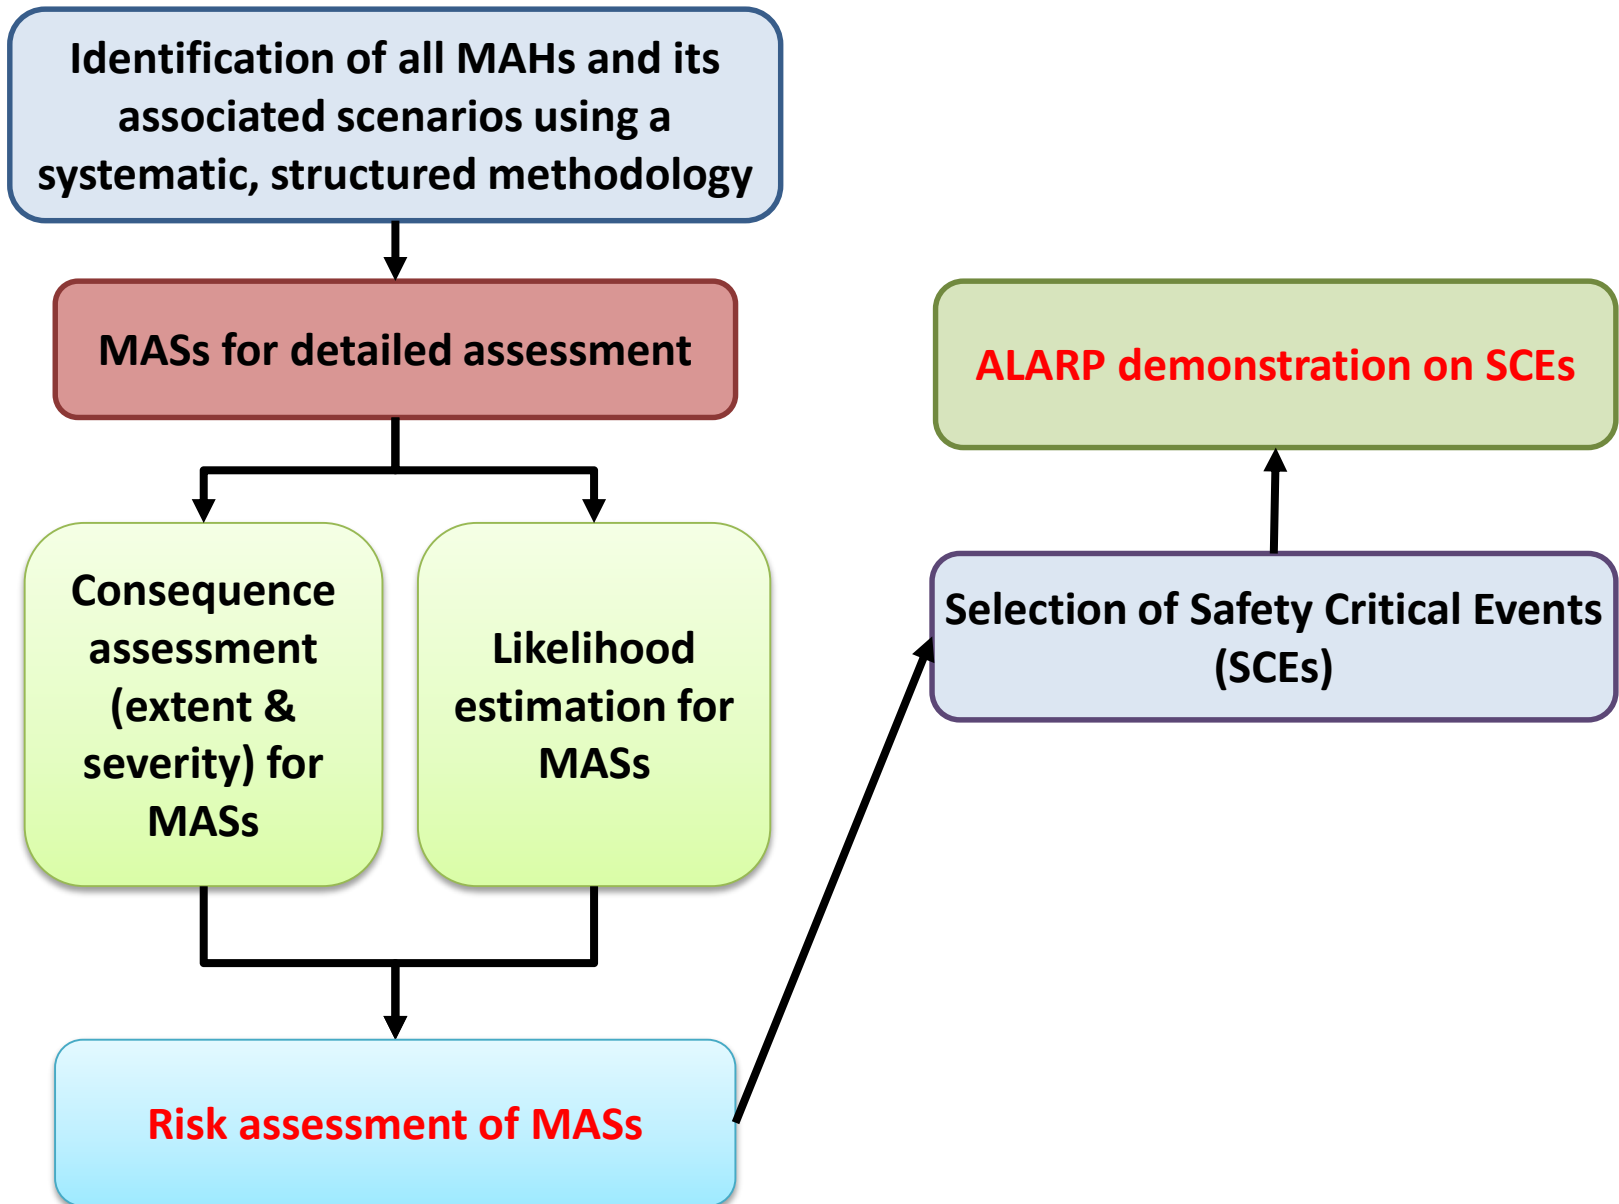 Identification of all MAHs and its
associated scenarios using a
systematic, structured methodology
MASs for detailed assessment
Consequence
assessment
(extent &
severity) for
MASs
Likelihood
estimation for
MASs
Risk assessment of MASs
Selection of Safety Critical Events
(SCEs)
ALARP demonstration on SCEs